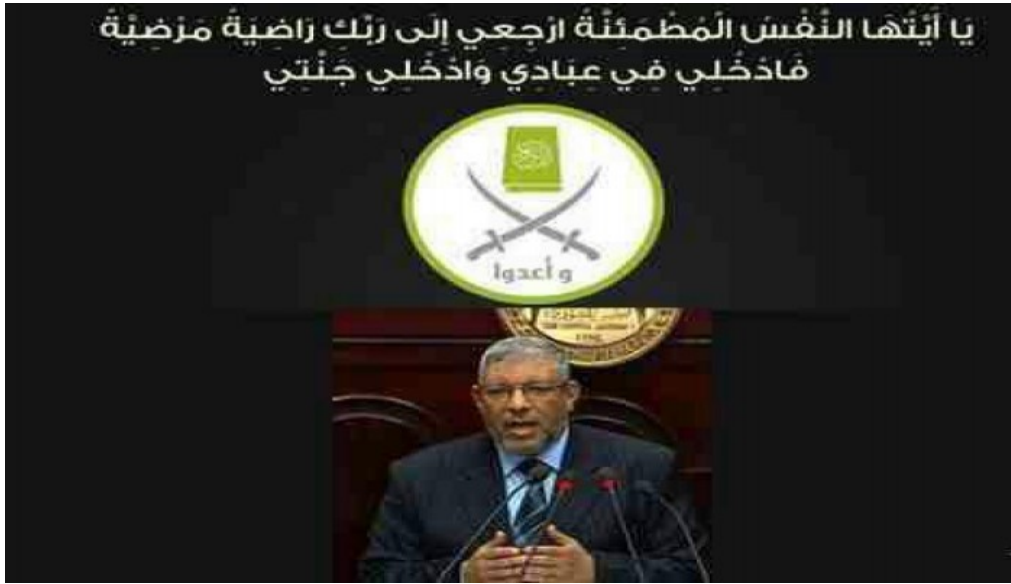 يَا أَيَّتُهَا النَّفْسُ الْمُطْمَئِنَّةُ ارْجِعِي إِلَى رَبِّكِ رَاضِيَةً مَرْضِيَّةً
فَادْخُلِي فِي عِبَادِي وَادْخُلِي جَنَّتِي
و أعدوا